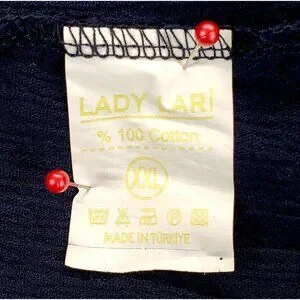 LADY LARİ
% 100 Cotton
XXL
MADE IN TÜRKİYE